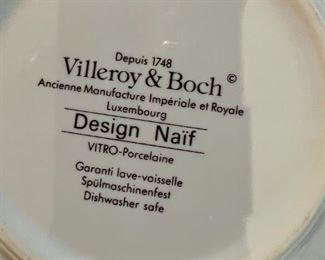 Depuis 1748
Villeroy & Boch ©
Ancienne Manufacture Impériale et Royale
Luxembourg
Design Naïf
VITRO-Porcelaine
Garanti lave-vaisselle
Spülmaschinenfest
Dishwasher safe